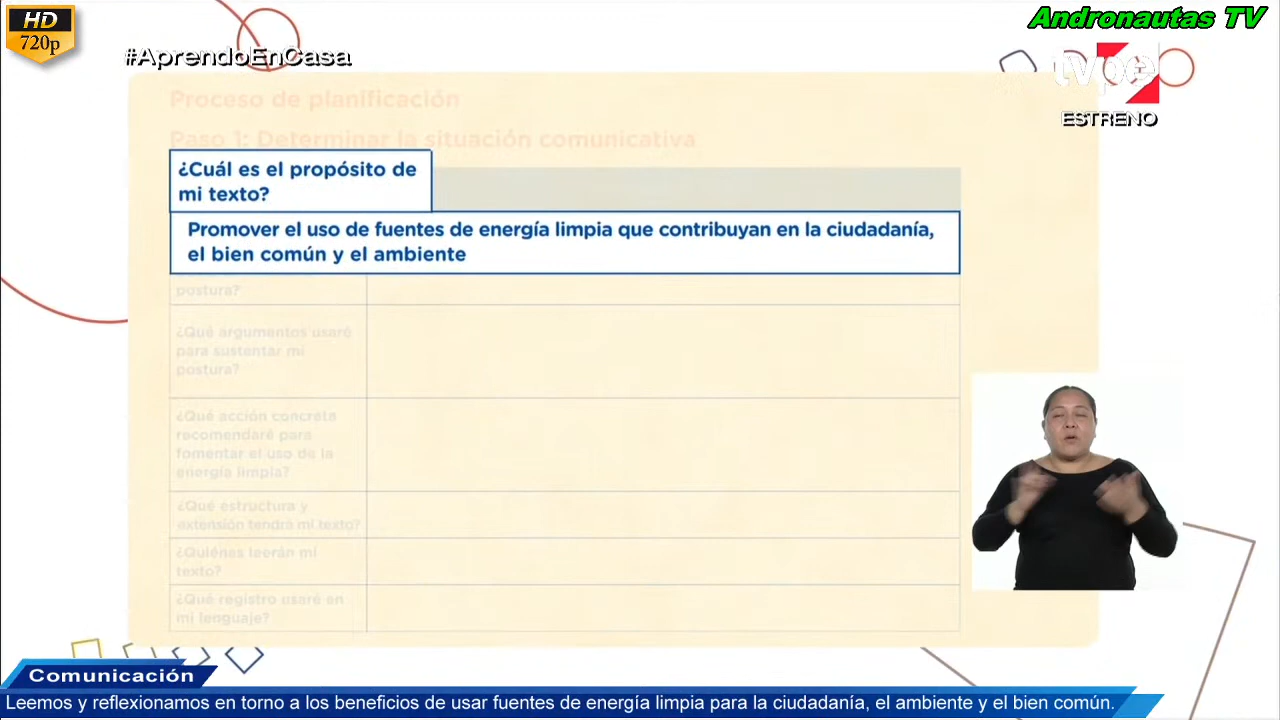 HD
720p
Andronautas TV
#AprendoEnCasa
tvpe
ESTRENO
Proceso de planificación
Paso 1: Determinar la situación comunicativa
¿Cuál es el propósito de
mi texto?
Promover el uso de fuentes de energía limpia que contribuyan en la ciudadanía,
el bien común y el ambiente
postura?
¿Qué argumentos usaré
para sustentar mi
postura?
¿Qué acción concreta
recomendaré para
fomentar el uso de la
energía limpia?
¿Qué estructura y
extensión tendrá mi texto?
¿Quiénes leerán mi
texto?
¿Qué registro usaré en
mi lenguaje?
Comunicación
Leemos y reflexionamos en torno a los beneficios de usar fuentes de energía limpia para la ciudadanía, el ambiente y el bien común.